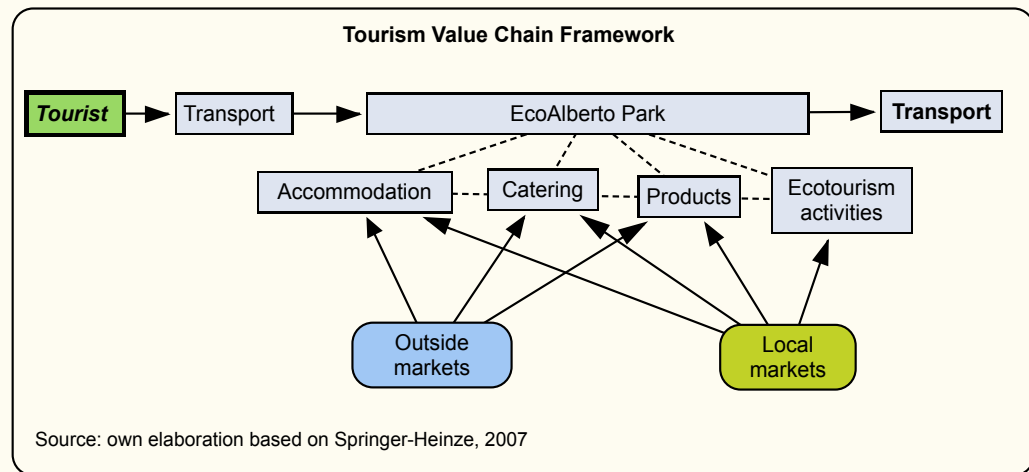 Tourism Value Chain Framework
Tourist
Transport
EcoAlberto Park
Transport
Accommodation
Catering
Products
Ecotourism
activities
Outside
markets
Local
markets
Source: own elaboration based on Springer-Heinze, 2007